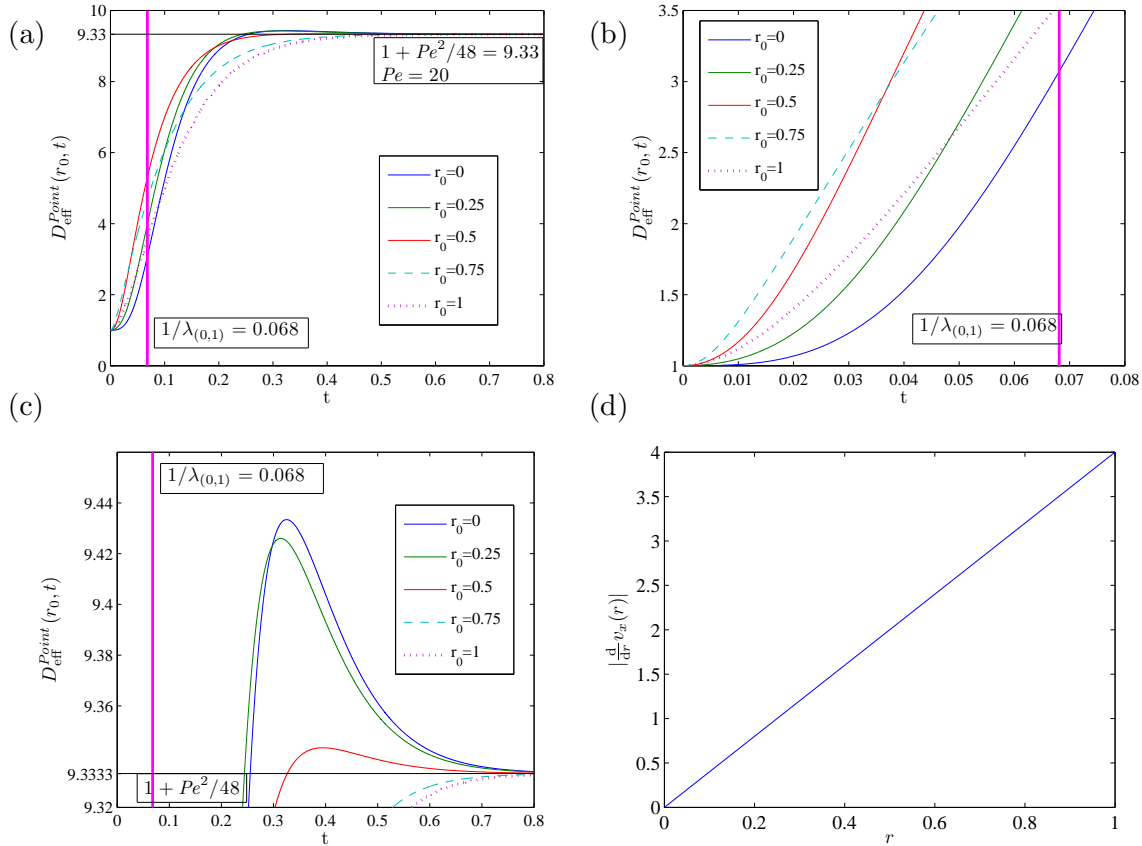 (a)
10
9.33
8
6
4
2
0
D_eff^Point(r_0, t)
1 + Pe^2/48 = 9.33
Pe = 20
r_0=0
r_0=0.25
r_0=0.5
r_0=0.75
r_0=1
1/λ_(0,1) = 0.068
0 0.1 0.2 0.3 0.4 0.5 0.6 0.7 0.8
t
(b)
3.5
3
2.5
2
1.5
1
D_eff^Point(r_0, t)
r_0=0
r_0=0.25
r_0=0.5
r_0=0.75
r_0=1
1/λ_(0,1) = 0.068
0 0.01 0.02 0.03 0.04 0.05 0.06 0.07 0.08
t
(c)
9.44
9.42
9.4
9.38
9.36
9.3333
9.32
D_eff^Point(r_0, t)
1/λ_(0,1) = 0.068
r_0=0
r_0=0.25
r_0=0.5
r_0=0.75
r_0=1
1 + Pe^2/48
0 0.1 0.2 0.3 0.4 0.5 0.6 0.7 0.8
t
(d)
4
3.5
3
2.5
2
1.5
1
0.5
0
|d/dr v_x(r)|
0 0.2 0.4 0.6 0.8 1
r